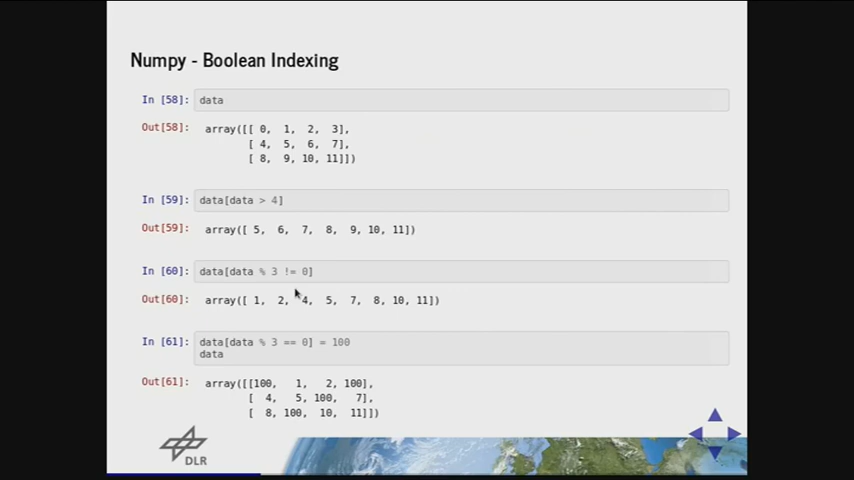 Numpy - Boolean Indexing
In [58]: data
Out[58]: array([[ 0, 1, 2, 3],
[ 4, 5, 6, 7],
[ 8, 9, 10, 11]])
In [59]: data[data > 4]
Out[59]: array([ 5, 6, 7, 8, 9, 10, 11])
In [60]: data[data % 3 != 0]
Out[60]: array([ 1, 2, 4, 5, 7, 8, 10, 11])
In [61]: data[data % 3 == 0] = 100
data
Out[61]: array([[100, 1, 2, 100],
[ 4, 5, 100, 7],
[ 8, 100, 10, 11]])
DLR